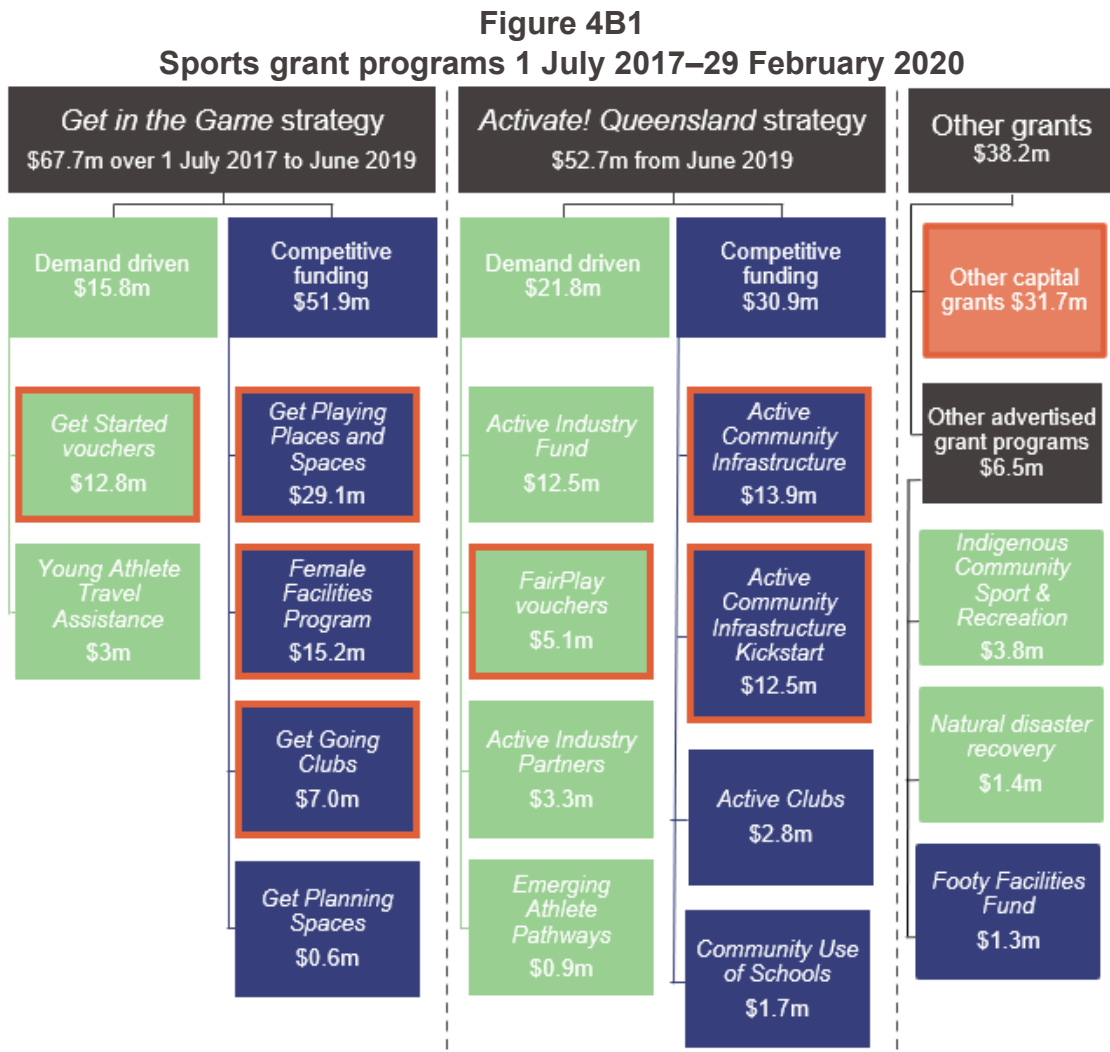 Figure 4B1
Sports grant programs 1 July 2017–29 February 2020
Get in the Game strategy
$67.7m over 1 July 2017 to June 2019
Demand driven
$15.8m
Competitive
funding
$51.9m
Get Started
vouchers
$12.8m
Young Athlete
Travel
Assistance
$3m
Get Playing
Places and
Spaces
$29.1m
Female
Facilities
Program
$15.2m
Get Going
Clubs
$7.0m
Get Planning
Spaces
$0.6m
Activate! Queensland strategy
$52.7m from June 2019
Demand driven
$21.8m
Competitive
funding
$30.9m
Active Industry
Fund
$12.5m
FairPlay
vouchers
$5.1m
Active Industry
Partners
$3.3m
Emerging
Athlete
Pathways
$0.9m
Active
Community
Infrastructure
$13.9m
Active
Community
Infrastructure
Kickstart
$12.5m
Active Clubs
$2.8m
Community Use
of Schools
$1.7m
Other grants
$38.2m
Other capital
grants $31.7m
Other advertised
grant programs
$6.5m
Indigenous
Community
Sport &
Recreation
$3.8m
Natural disaster
recovery
$1.4m
Footy Facilities
Fund
$1.3m